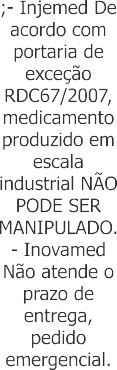 ;- Injemed De
acordo com
portaria de
exceção
RDC67/2007,
medicamento
produzido em
escala
industrial NÃO
PODE SER
MANIPULADO.
- Inovamed
Não atende o
prazo de
entrega,
pedido
emergencial.